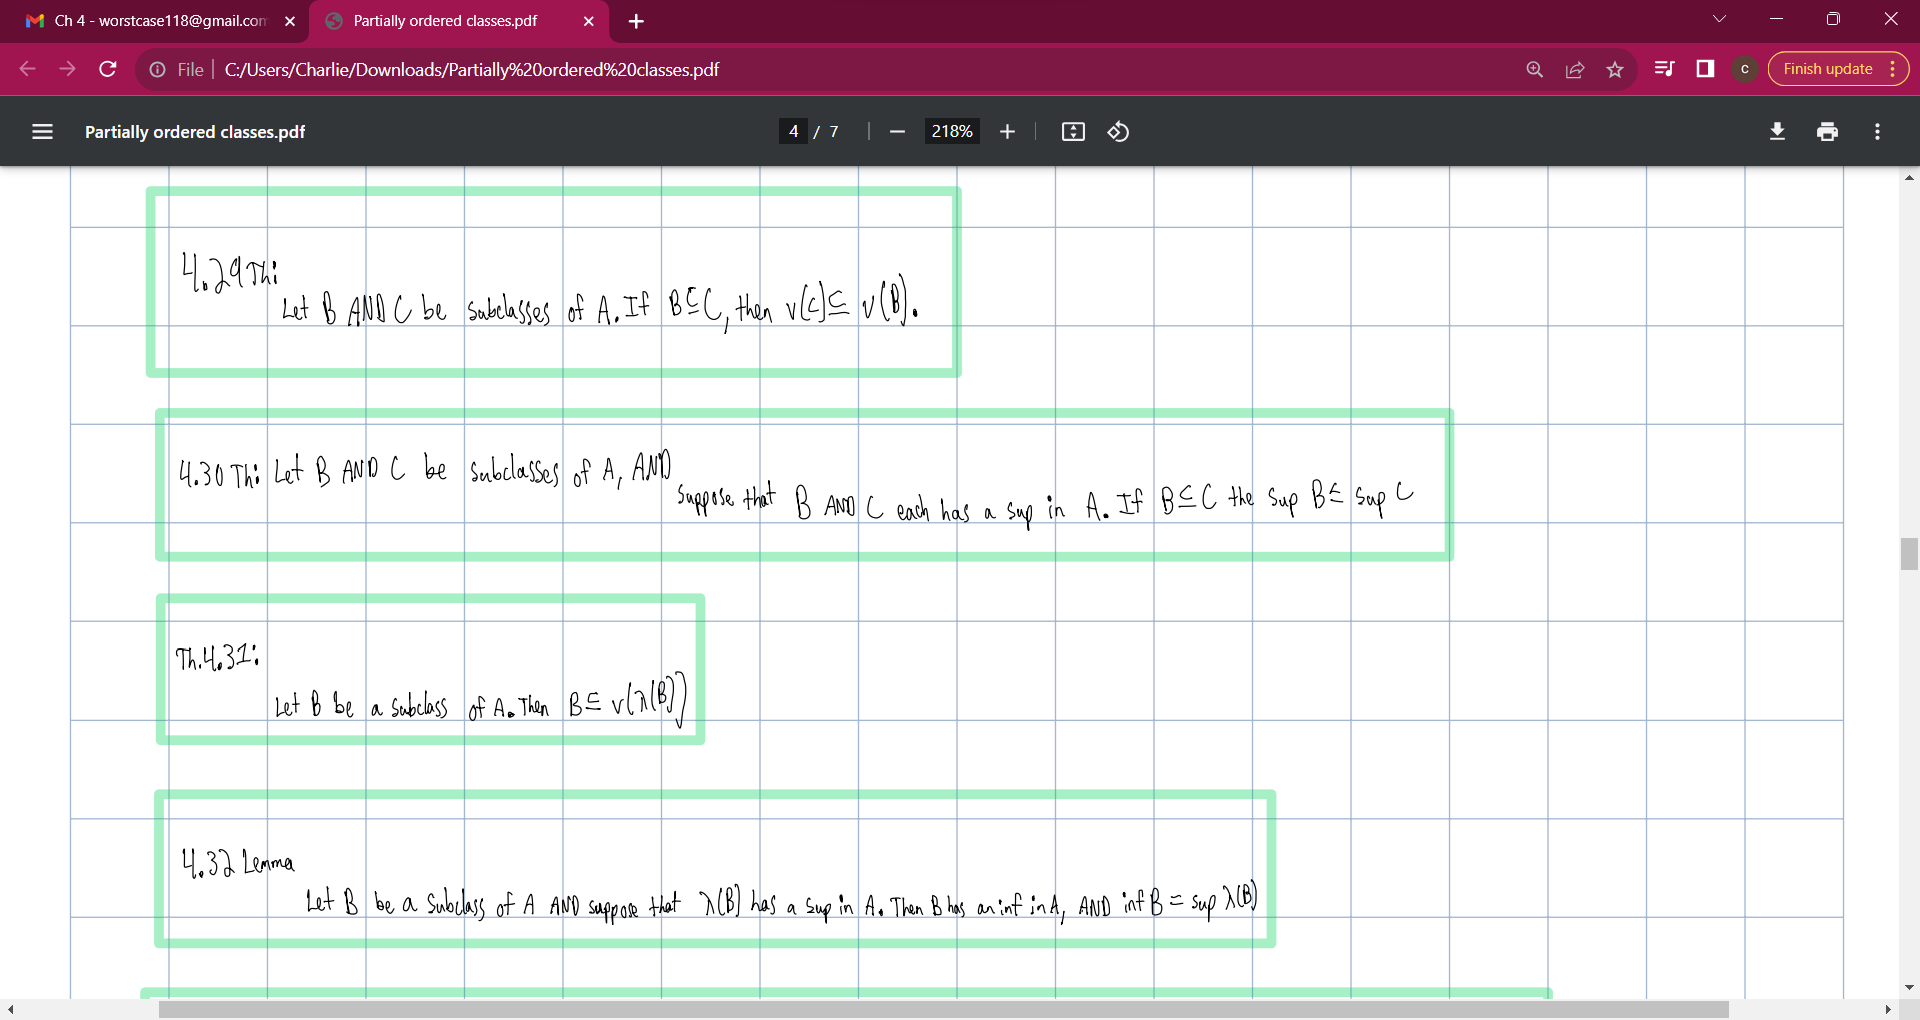 Ch 4 - worstcase118@gmail.com
Partially ordered classes.pdf
File | C:/Users/Charlie/Downloads/Partially%20ordered%20classes.pdf
C
Finish update
Partially ordered classes.pdf
4 / 7
218%
4.29 Th:
Let B AND C be subclasses of A. If B⊆C, then v(C)⊆ v(B).
4.30 Th: Let B AND C be subclasses of A, AND
suppose that B AND C each has a sup in A. If B⊆C the sup B≤ sup C
Th.4.31:
Let B be a subclass of A. Then B⊆ v(λ(B))
4.32 Lemma
Let B be a Subclass of A AND suppose that λ(B) has a sup in A. Then B has an inf in A, AND inf B = sup λ(B)